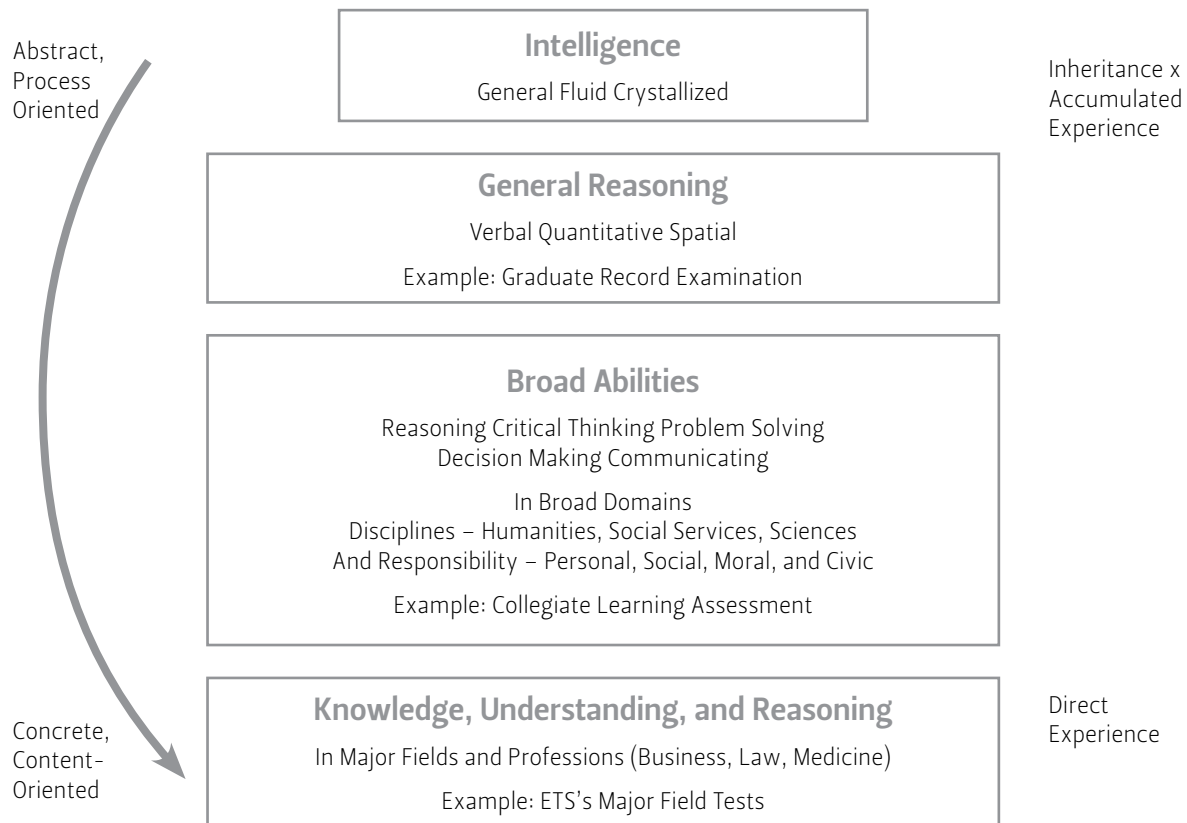 Abstract,
Process
Oriented
Intelligence
General Fluid Crystallized
Inheritance x
Accumulated
Experience
General Reasoning
Verbal Quantitative Spatial
Example: Graduate Record Examination
Broad Abilities
Reasoning Critical Thinking Problem Solving
Decision Making Communicating
In Broad Domains
Disciplines – Humanities, Social Services, Sciences
And Responsibility – Personal, Social, Moral, and Civic
Example: Collegiate Learning Assessment
Concrete,
Content-
Oriented
Knowledge, Understanding, and Reasoning
In Major Fields and Professions (Business, Law, Medicine)
Example: ETS’s Major Field Tests
Direct
Experience